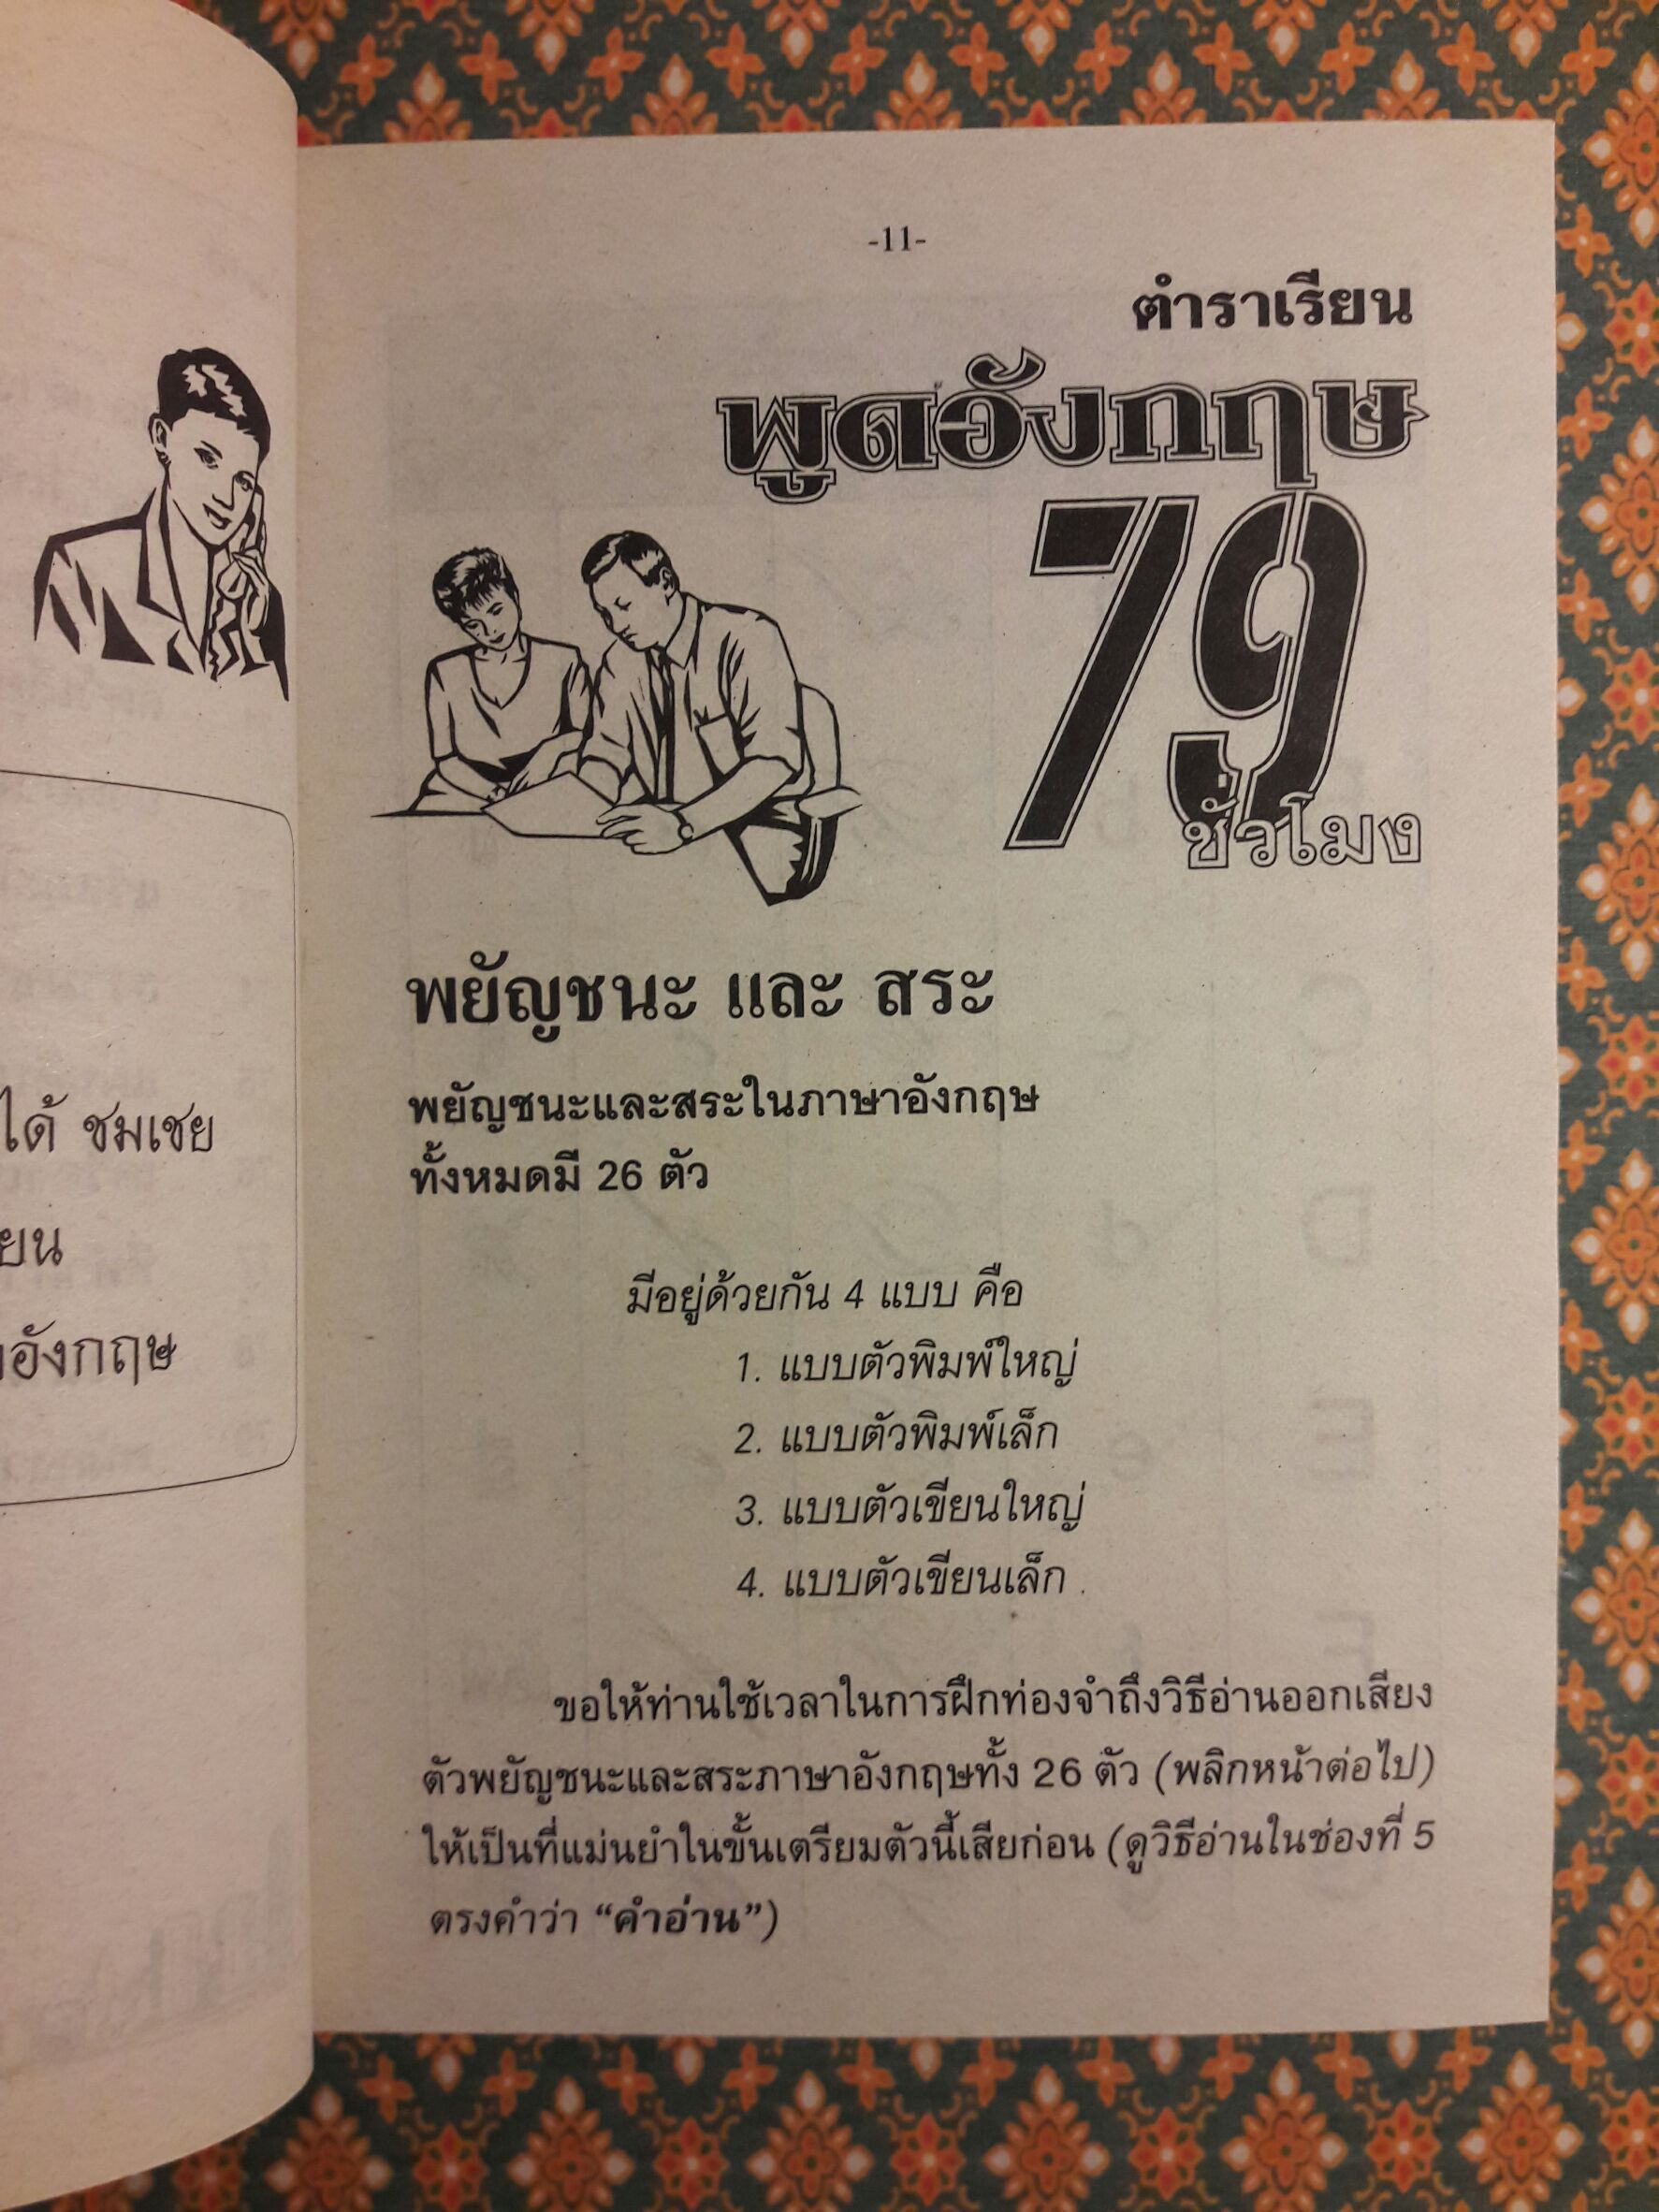 ได้ ชมเชย
อังกฤษ
-11-
ตำราเรียน
พูดอังกฤษ
79
ชั่วโมง
พยัญชนะ และ สระ
พยัญชนะและสระในภาษาอังกฤษ
ทั้งหมดมี 26 ตัว
มีอยู่ด้วยกัน 4 แบบ คือ
1. แบบตัวพิมพ์ใหญ่
2. แบบตัวพิมพ์เล็ก
3. แบบตัวเขียนใหญ่
4. แบบตัวเขียนเล็ก
ขอให้ท่านใช้เวลาในการฝึกท่องจำถึงวิธีอ่านออกเสียง
ตัวพยัญชนะและสระภาษาอังกฤษทั้ง 26 ตัว (พลิกหน้าต่อไป)
ให้เป็นที่แม่นยำในขั้นเตรียมตัวนี้เสียก่อน (ดูวิธีอ่านในช่องที่ 5
ตรงคำว่า “คำอ่าน”)